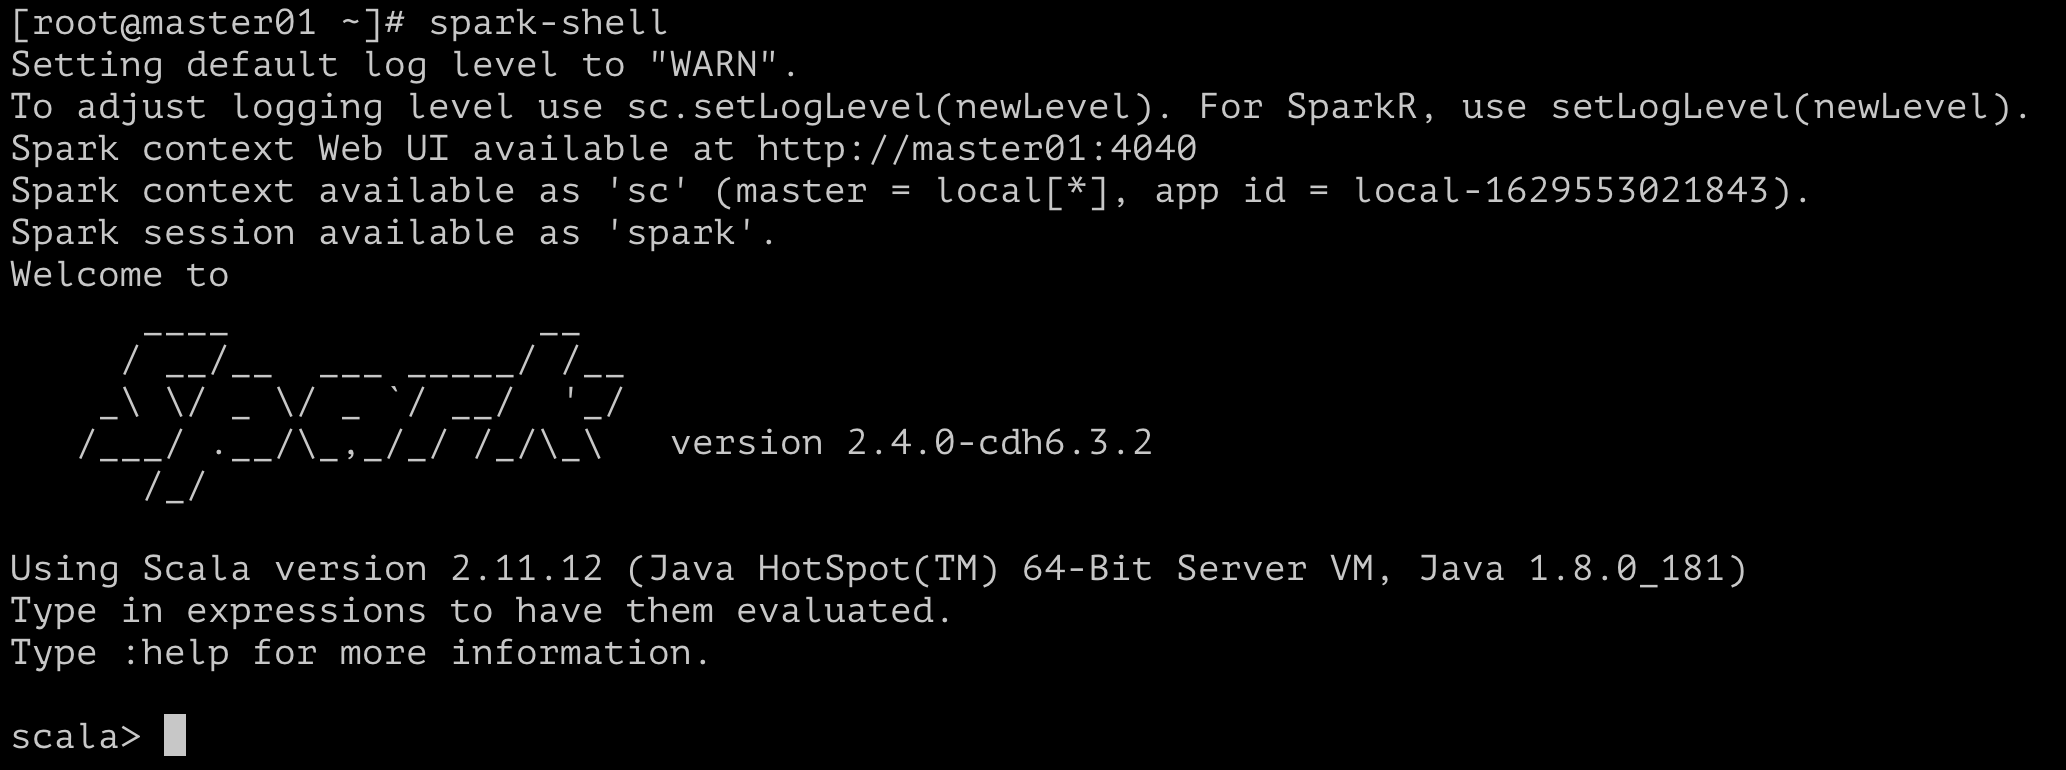 [root@master01 ~]# spark-shell
Setting default log level to "WARN".
To adjust logging level use sc.setLogLevel(newLevel). For SparkR, use setLogLevel(newLevel).
Spark context Web UI available at http://master01:4040
Spark context available as 'sc' (master = local[*], app id = local-1629553021843).
Spark session available as 'spark'.
Welcome to
      ____              __
     / __/__  ___ _____/ /__
    _\ \/ _ \/ _ `/ __/  '_/
   /___/ .__/\_,_/_/ /_/\_\   version 2.4.0-cdh6.3.2
      /_/
Using Scala version 2.11.12 (Java HotSpot(TM) 64-Bit Server VM, Java 1.8.0_181)
Type in expressions to have them evaluated.
Type :help for more information.
scala>